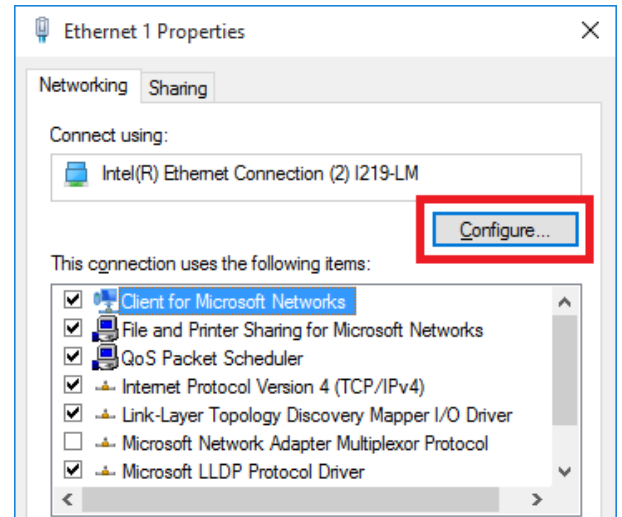 Ethernet 1 Properties
Networking
Sharing
Connect using:
Intel(R) Ethernet Connection (2) I219-LM
Configure...
This connection uses the following items:
Client for Microsoft Networks
File and Printer Sharing for Microsoft Networks
QoS Packet Scheduler
Internet Protocol Version 4 (TCP/IPv4)
Link-Layer Topology Discovery Mapper I/O Driver
Microsoft Network Adapter Multiplexor Protocol
Microsoft LLDP Protocol Driver